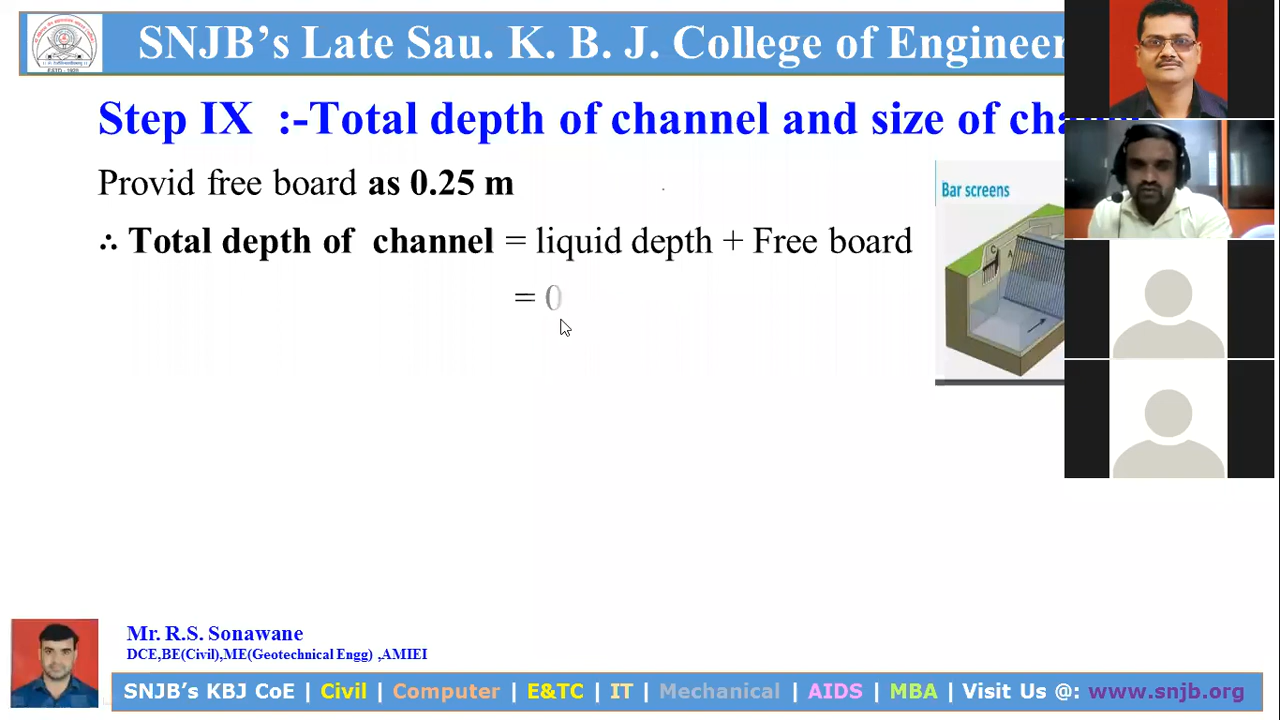 SNJB's Late Sau. K. B. J. College of Engineer
Step IX :-Total depth of channel and size of cha
Provid free board as 0.25 m
Bar screens
∴ Total depth of channel = liquid depth + Free board
= 0
Mr. R.S. Sonawane
DCE,BE(Civil),ME(Geotechnical Engg) ,AMIEI
SNJB's KBJ CoE | Civil | Computer | E&TC | IT | Mechanical | AIDS | MBA | Visit Us @: www.snjb.org